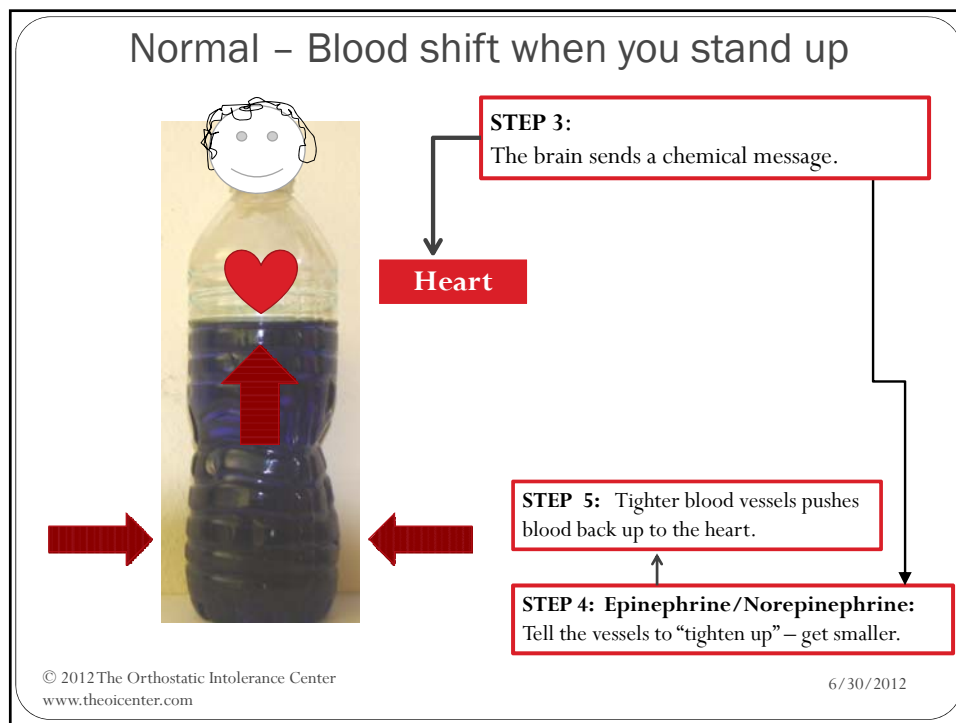 Normal – Blood shift when you stand up
STEP 3:
The brain sends a chemical message.
Heart
STEP 5: Tighter blood vessels pushes
blood back up to the heart.
STEP 4: Epinephrine/Norepinephrine:
Tell the vessels to “tighten up” – get smaller.
© 2012 The Orthostatic Intolerance Center
www.theoicenter.com
6/30/2012